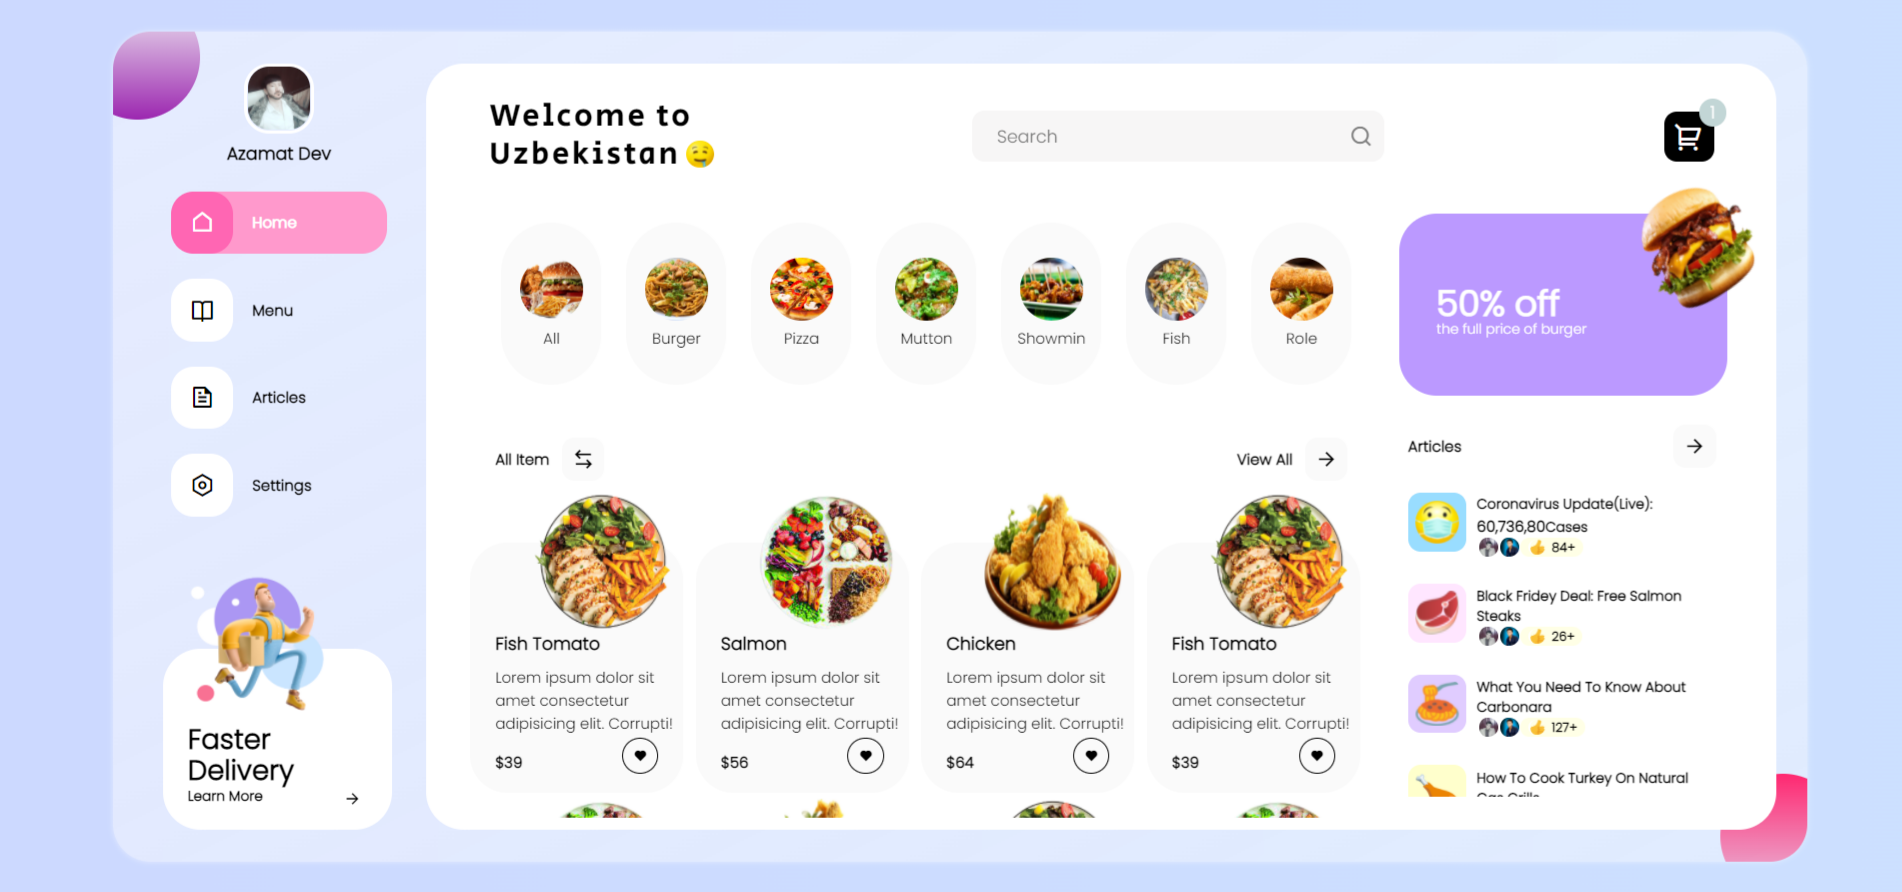 Azamat Dev
Home
Menu
Articles
Settings
Faster
Delivery
Learn More
Welcome to
Uzbekistan
Search
1
All
Burger
Pizza
Mutton
Showmin
Fish
Role
50% off
the full price of burger
All Item
View All
Fish Tomato
Lorem ipsum dolor sit
amet consectetur
adipisicing elit. Corrupti!
$39
Salmon
Lorem ipsum dolor sit
amet consectetur
adipisicing elit. Corrupti!
$56
Chicken
Lorem ipsum dolor sit
amet consectetur
adipisicing elit. Corrupti!
$64
Fish Tomato
Lorem ipsum dolor sit
amet consectetur
adipisicing elit. Corrupti!
$39
Articles
Coronavirus Update(Live):
60,736,80Cases
84+
Black Fridey Deal: Free Salmon
Steaks
26+
What You Need To Know About
Carbonara
127+
How To Cook Turkey On Natural
Gas Grills